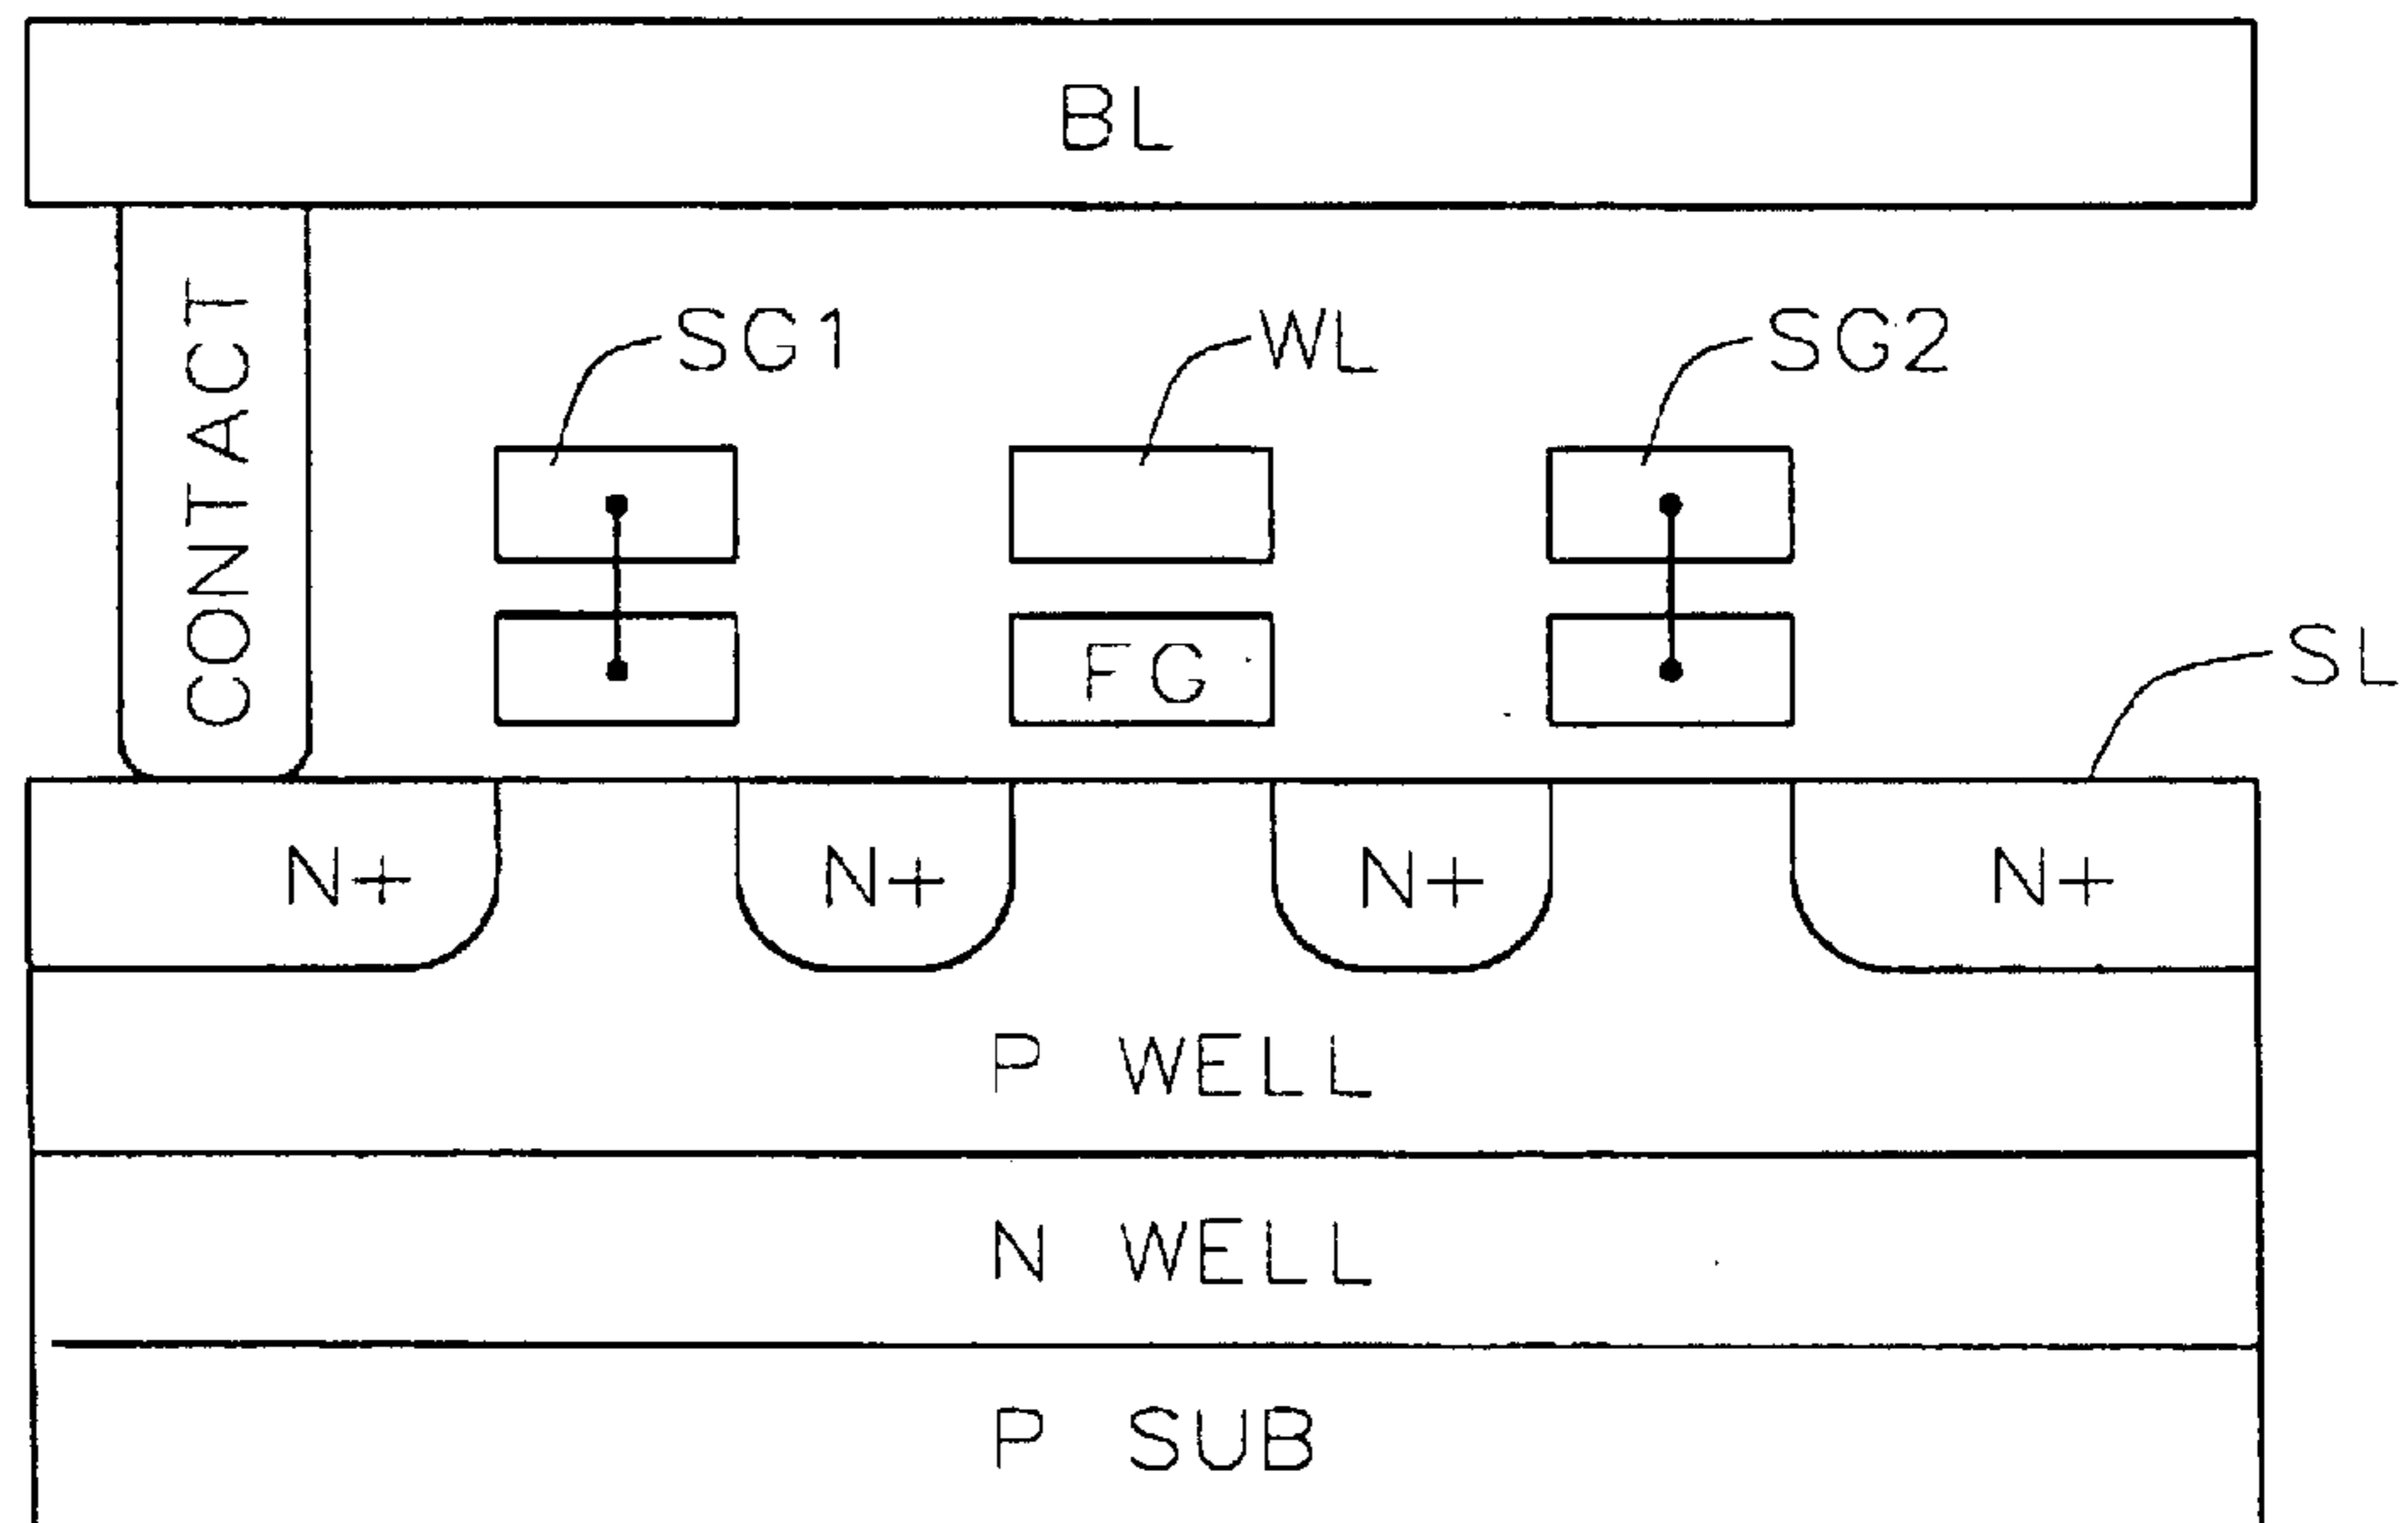 BL
CONTACT
SG1
WL
SG2
FG
SL
N+
N+
N+
N+
P WELL
N WELL
P SUB